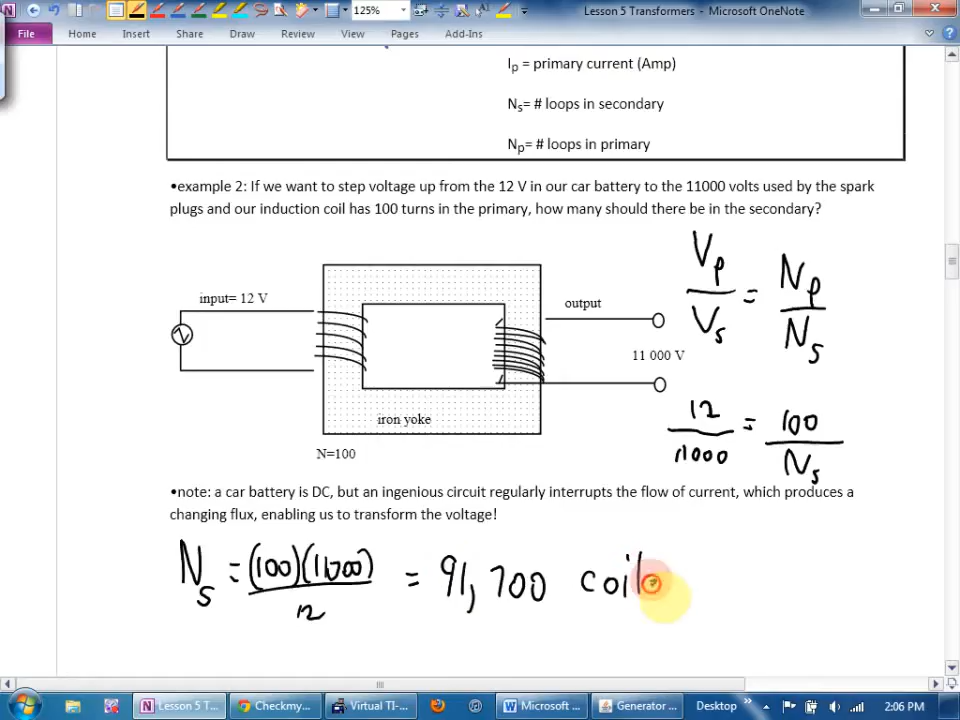 Lesson 5 Transformers - Microsoft OneNote
125%
File Home Insert Share Draw Review View Pages Add-Ins
Ip = primary current (Amp)
Ns= # loops in secondary
Np= # loops in primary
•example 2: If we want to step voltage up from the 12 V in our car battery to the 11000 volts used by the spark
plugs and our induction coil has 100 turns in the primary, how many should there be in the secondary?
Vp/Vs = Np/Ns
input= 12 V
output
11 000 V
iron yoke
N=100
12/11000 = 100/Ns
•note: a car battery is DC, but an ingenious circuit regularly interrupts the flow of current, which produces a
changing flux, enabling us to transform the voltage!
Ns = (100)(11000)/12 = 91,700 coil
Lesson 5 T... Checkmy... Virtual TI-... Microsoft ... Generator ... Desktop 2:06 PM